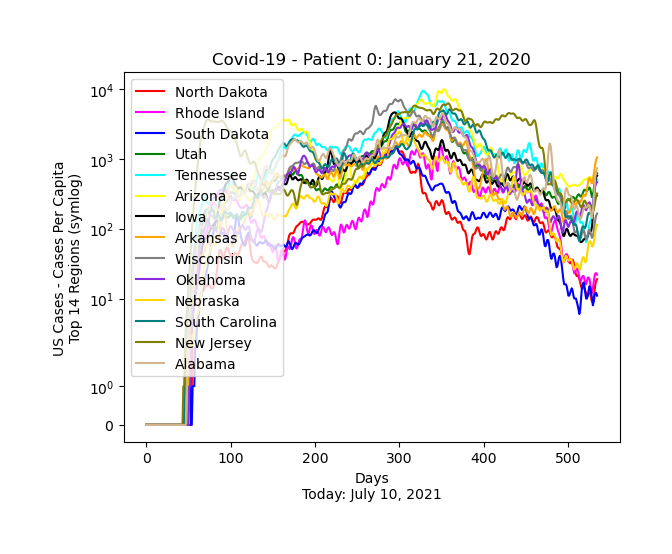 Covid-19 - Patient 0: January 21, 2020
US Cases - Cases Per Capita
Top 14 Regions (symlog)
10⁴
10³
10²
10¹
10⁰
0
North Dakota
Rhode Island
South Dakota
Utah
Tennessee
Arizona
Iowa
Arkansas
Wisconsin
Oklahoma
Nebraska
South Carolina
New Jersey
Alabama
0 100 200 300 400 500
Days
Today: July 10, 2021